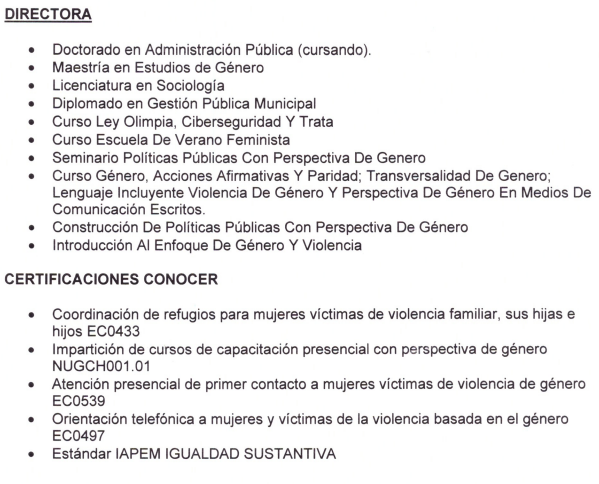 DIRECTORA
• Doctorado en Administración Pública (cursando).
• Maestría en Estudios de Género
• Licenciatura en Sociología
• Diplomado en Gestión Pública Municipal
• Curso Ley Olimpia, Ciberseguridad Y Trata
• Curso Escuela De Verano Feminista
• Seminario Políticas Públicas Con Perspectiva De Genero
• Curso Género, Acciones Afirmativas Y Paridad; Transversalidad De Genero;
Lenguaje Incluyente Violencia De Género Y Perspectiva De Género En Medios De
Comunicación Escritos.
• Construcción De Políticas Públicas Con Perspectiva De Género
• Introducción Al Enfoque De Género Y Violencia
CERTIFICACIONES CONOCER
• Coordinación de refugios para mujeres víctimas de violencia familiar, sus hijas e
hijos EC0433
• Impartición de cursos de capacitación presencial con perspectiva de género
NUGCH001.01
• Atención presencial de primer contacto a mujeres víctimas de violencia de género
EC0539
• Orientación telefónica a mujeres y víctimas de la violencia basada en el género
EC0497
• Estándar IAPEM IGUALDAD SUSTANTIVA